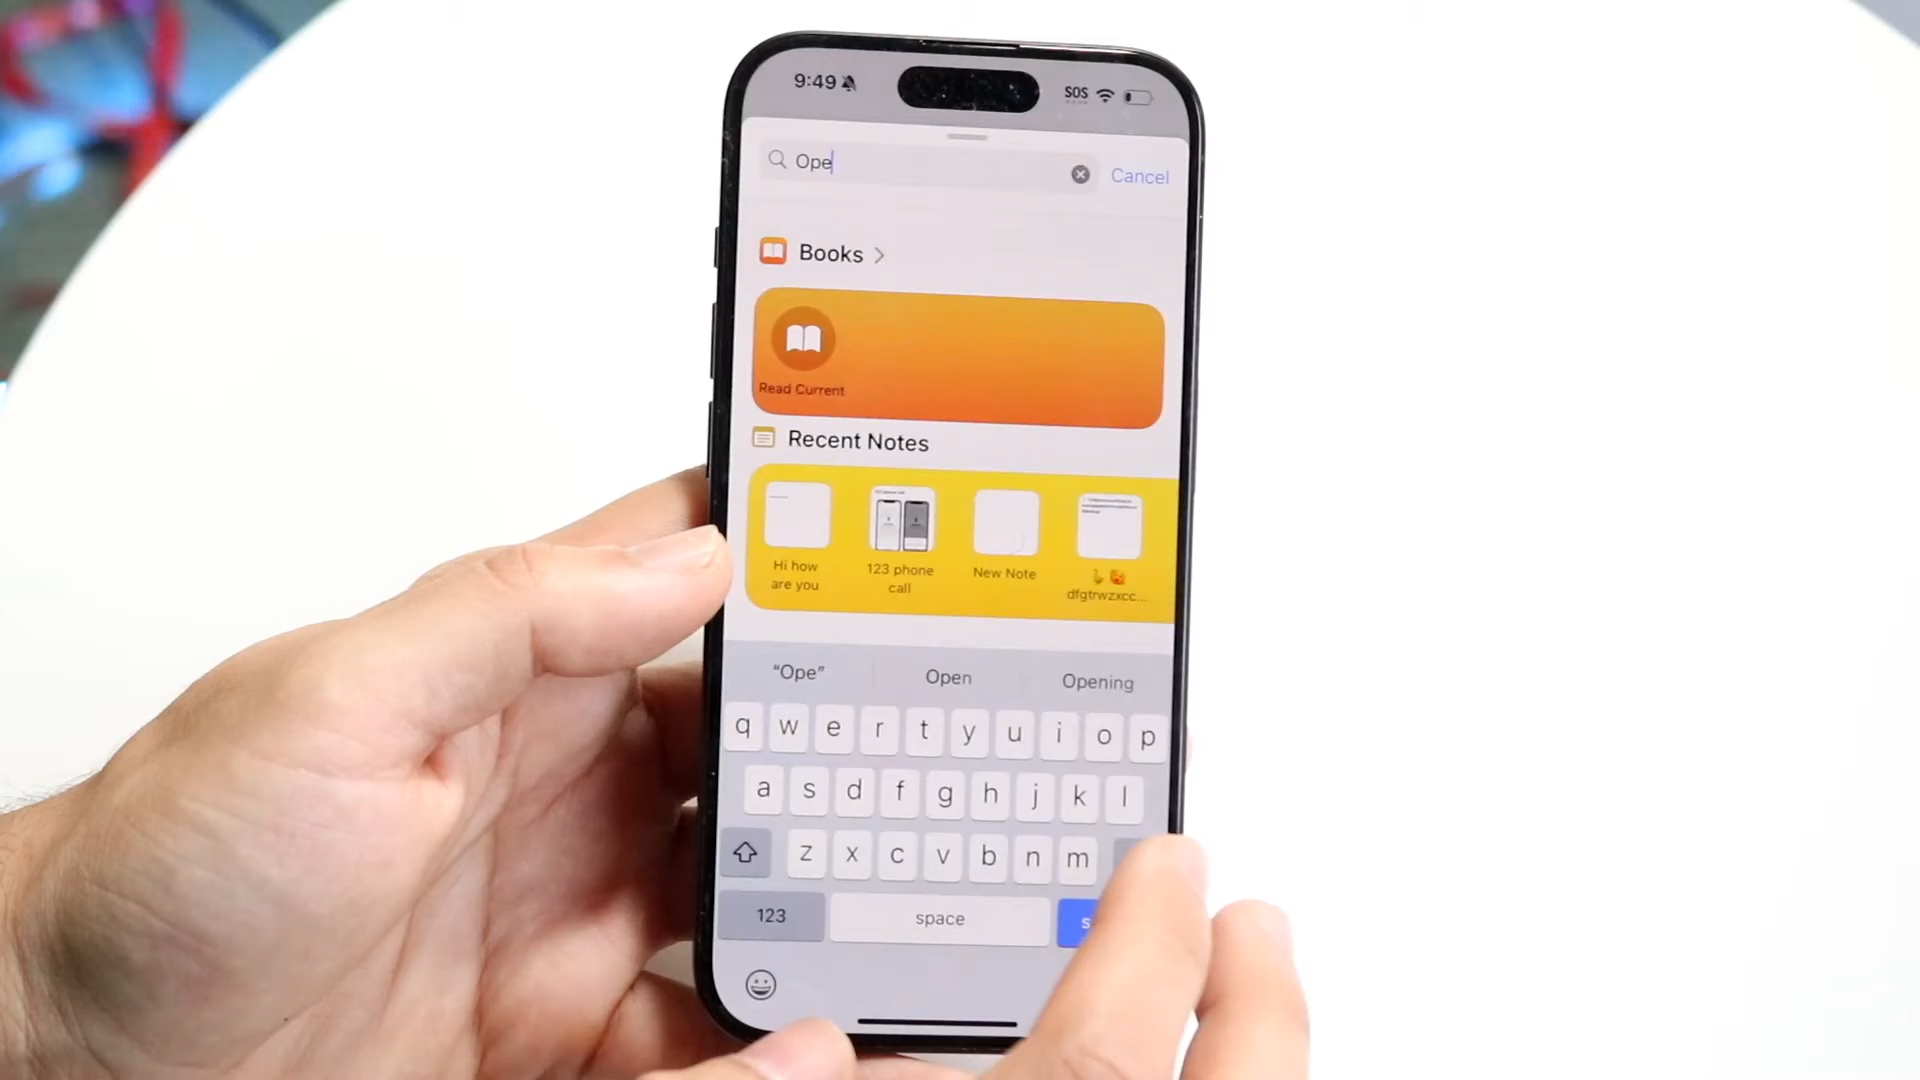 9:49
SOS
Ope
Cancel
Books
Read Current
Recent Notes
Hi how
are you
123 phone
call
New Note
dfgtrwzxcc...
“Ope”
Open
Opening
q w e r t y u i o p
a s d f g h j k l
z x c v b n m
123
space
s